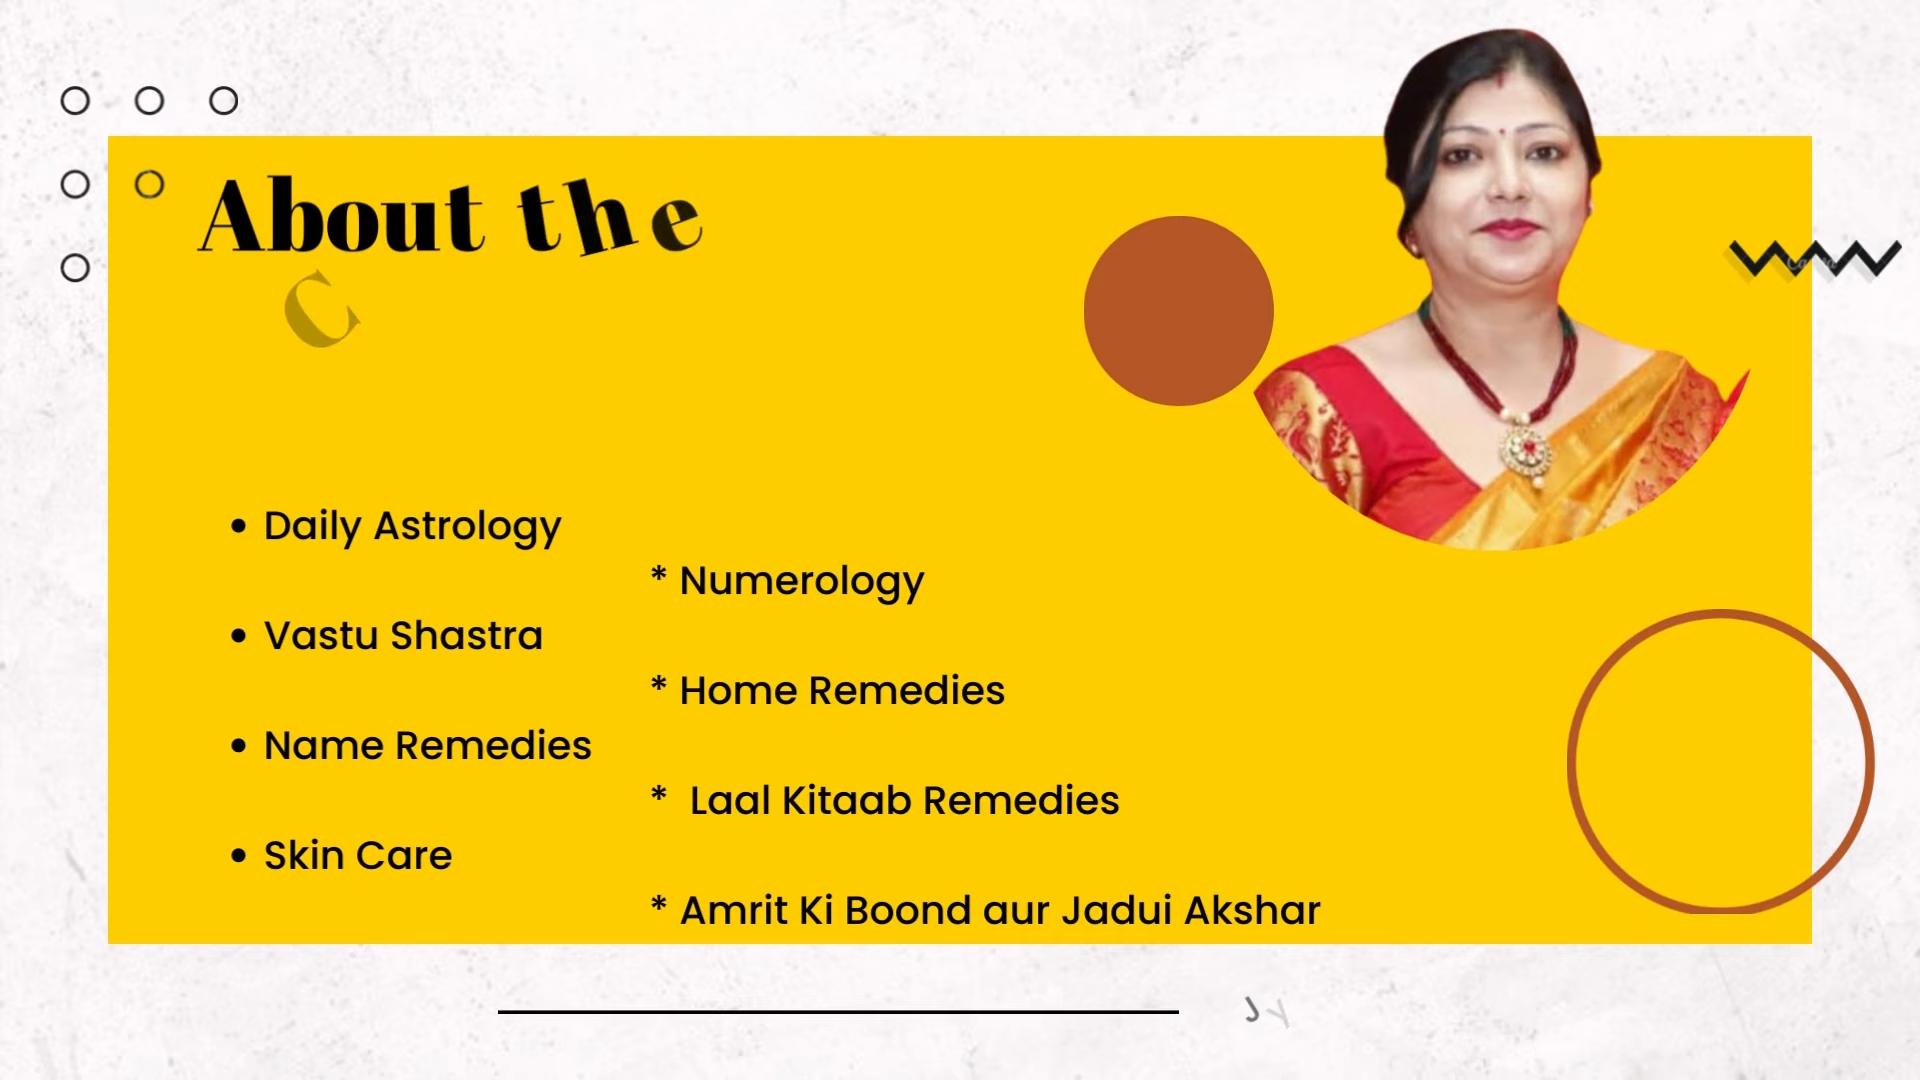 About the
C
• Daily Astrology
* Numerology
• Vastu Shastra
* Home Remedies
• Name Remedies
* Laal Kitaab Remedies
• Skin Care
* Amrit Ki Boond aur Jadui Akshar
Jy